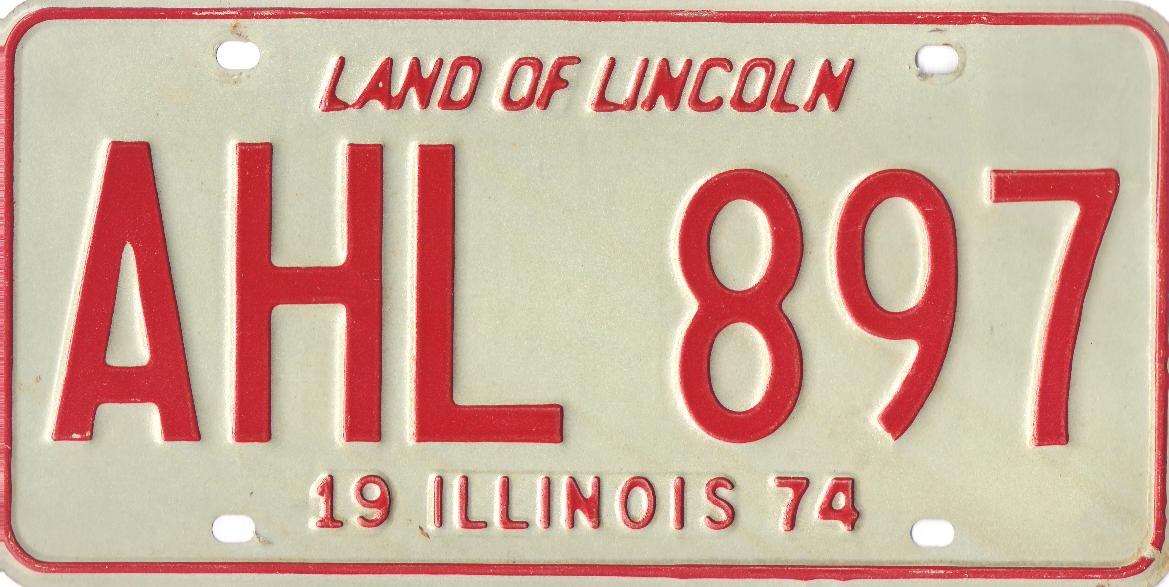 LAND OF LINCOLN
AHL 897
19 ILLINOIS 74